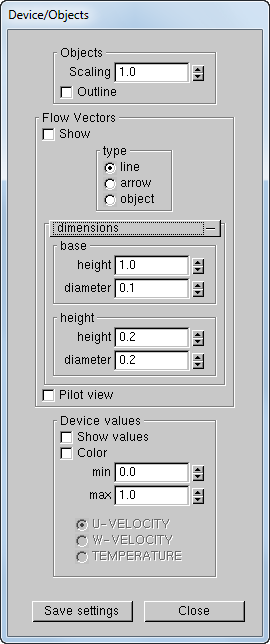 Device/Objects
Objects
Scaling 1.0
Outline
Flow Vectors
Show
type
line
arrow
object
dimensions
base
height 1.0
diameter 0.1
height
height 0.2
diameter 0.2
Pilot view
Device values
Show values
Color
min 0.0
max 1.0
U-VELOCITY
W-VELOCITY
TEMPERATURE
Save settings Close